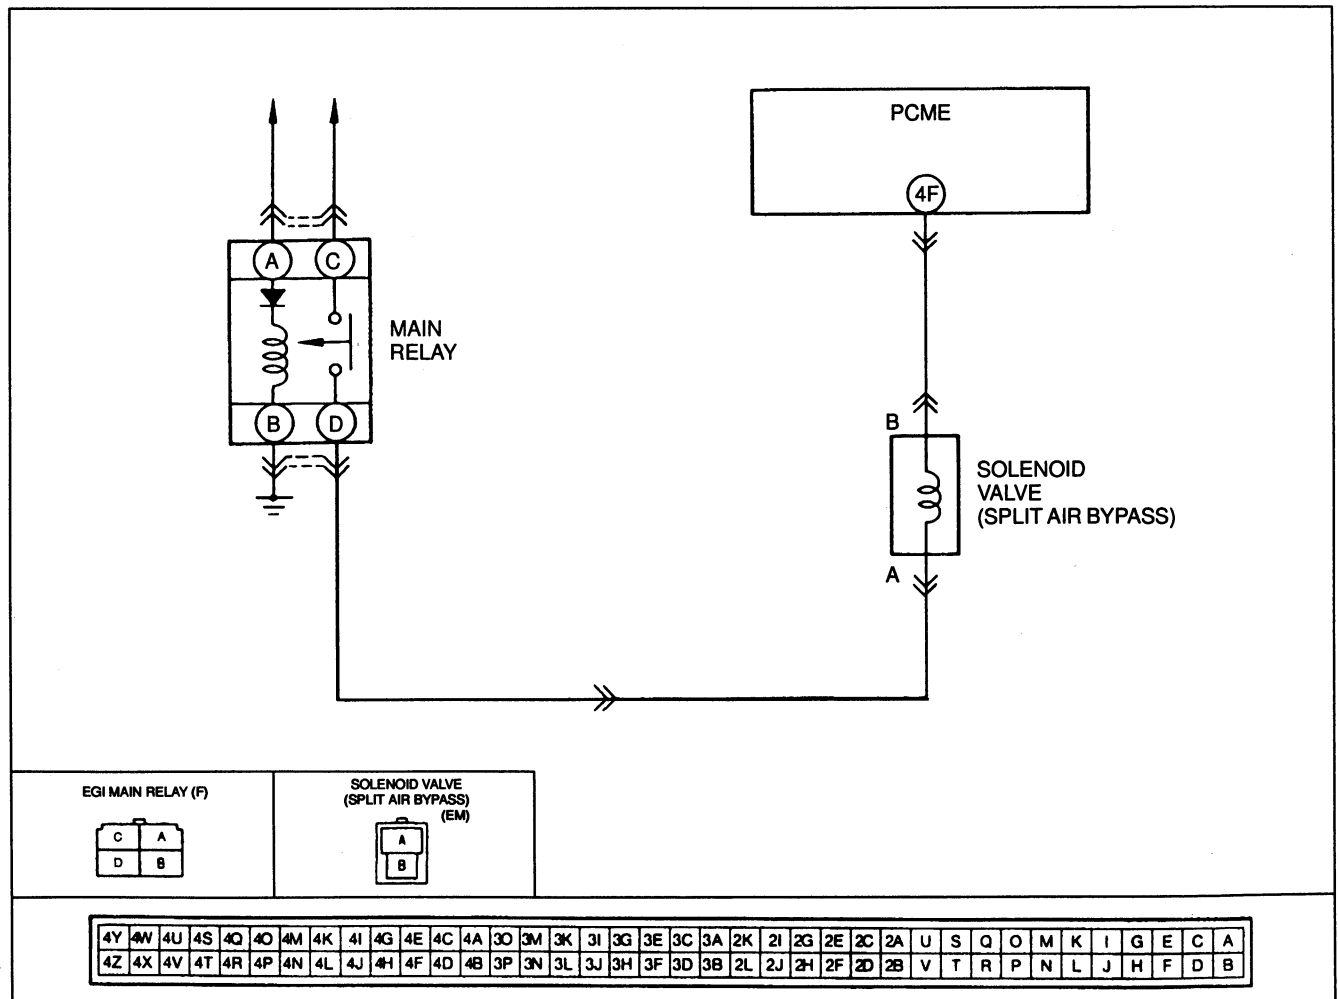 PCME
4F
A C
MAIN
RELAY
B D
B
SOLENOID
VALVE
(SPLIT AIR BYPASS)
A
EGI MAIN RELAY (F)
C A
D B
SOLENOID VALVE
(SPLIT AIR BYPASS)
(EM)
A
B
4Y 4W 4U 4S 4Q 4O 4M 4K 4I 4G 4E 4C 4A 3O 3M 3K 3I 3G 3E 3C 3A 2K 2I 2G 2E 2C 2A U S Q O M K I G E C A
4Z 4X 4V 4T 4R 4P 4N 4L 4J 4H 4F 4D 4B 3P 3N 3L 3J 3H 3F 3D 3B 2L 2J 2H 2F 2D 2B V T R P N L J H F D B